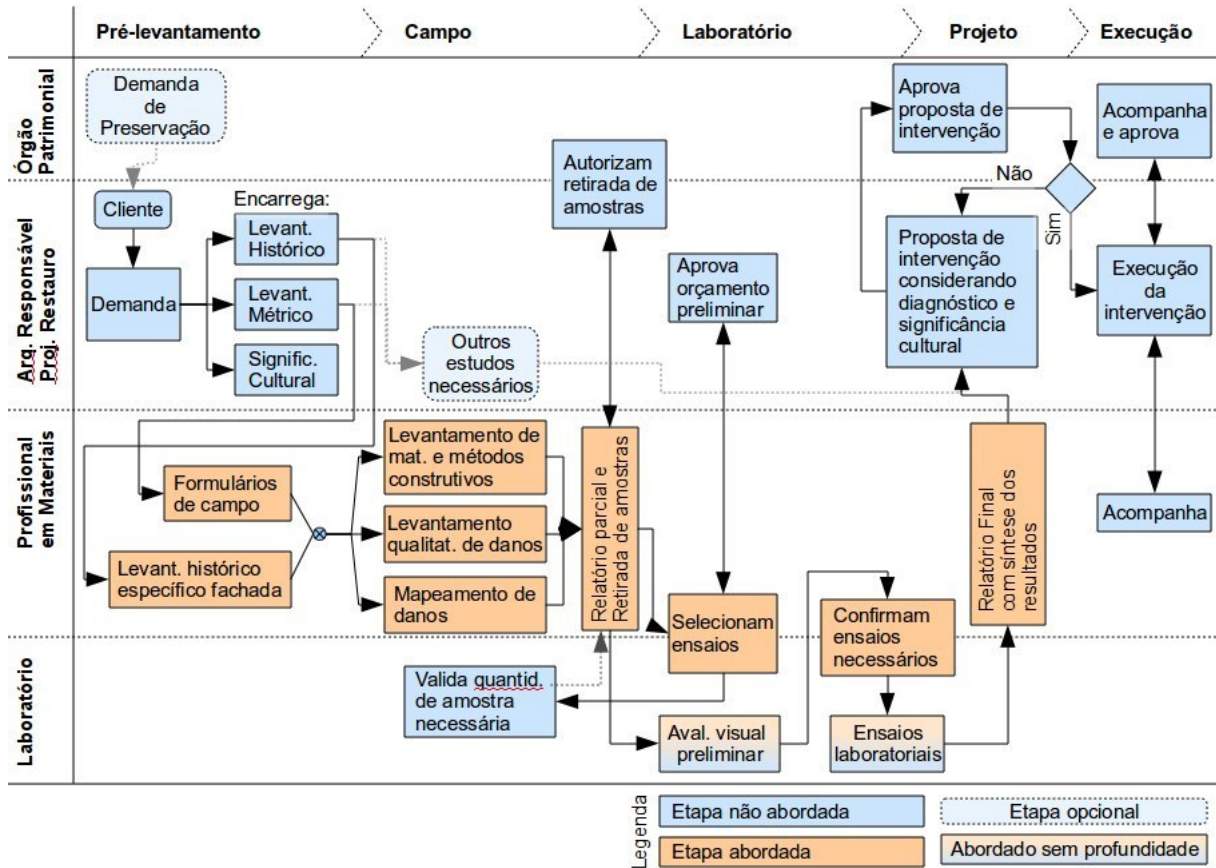 Pré-levantamento
Campo
Laboratório
Projeto
Execução
Órgão
Patrimonial
Demanda
de
Preservação
Autorizam
retirada de
amostras
Aprova
proposta de
intervenção
Acompanha
e aprova
Não
Sim
Arq. Responsável
Proj. Restauro
Cliente
Demanda
Encarrega:
Levant.
Histórico
Levant.
Métrico
Signific.
Cultural
Outros
estudos
necessários
Aprova
orçamento
preliminar
Proposta de
intervenção
considerando
diagnóstico e
significância
cultural
Execução
da
intervenção
Profissional
em Materiais
Formulários
de campo
Levant. histórico
específico fachada
Levantamento de
mat. e métodos
construtivos
Levantamento
qualitat. de danos
Mapeamento de
danos
Relatório parcial e
Retirada de amostras
Selecionam
ensaios
Confirmam
ensaios
necessários
Relatório Final
com síntese dos
resultados
Acompanha
Laboratório
Valida quantid.
de amostra
necessária
Aval. visual
preliminar
Ensaios
laboratoriais
Legenda
Etapa não abordada
Etapa opcional
Etapa abordada
Abordado sem profundidade